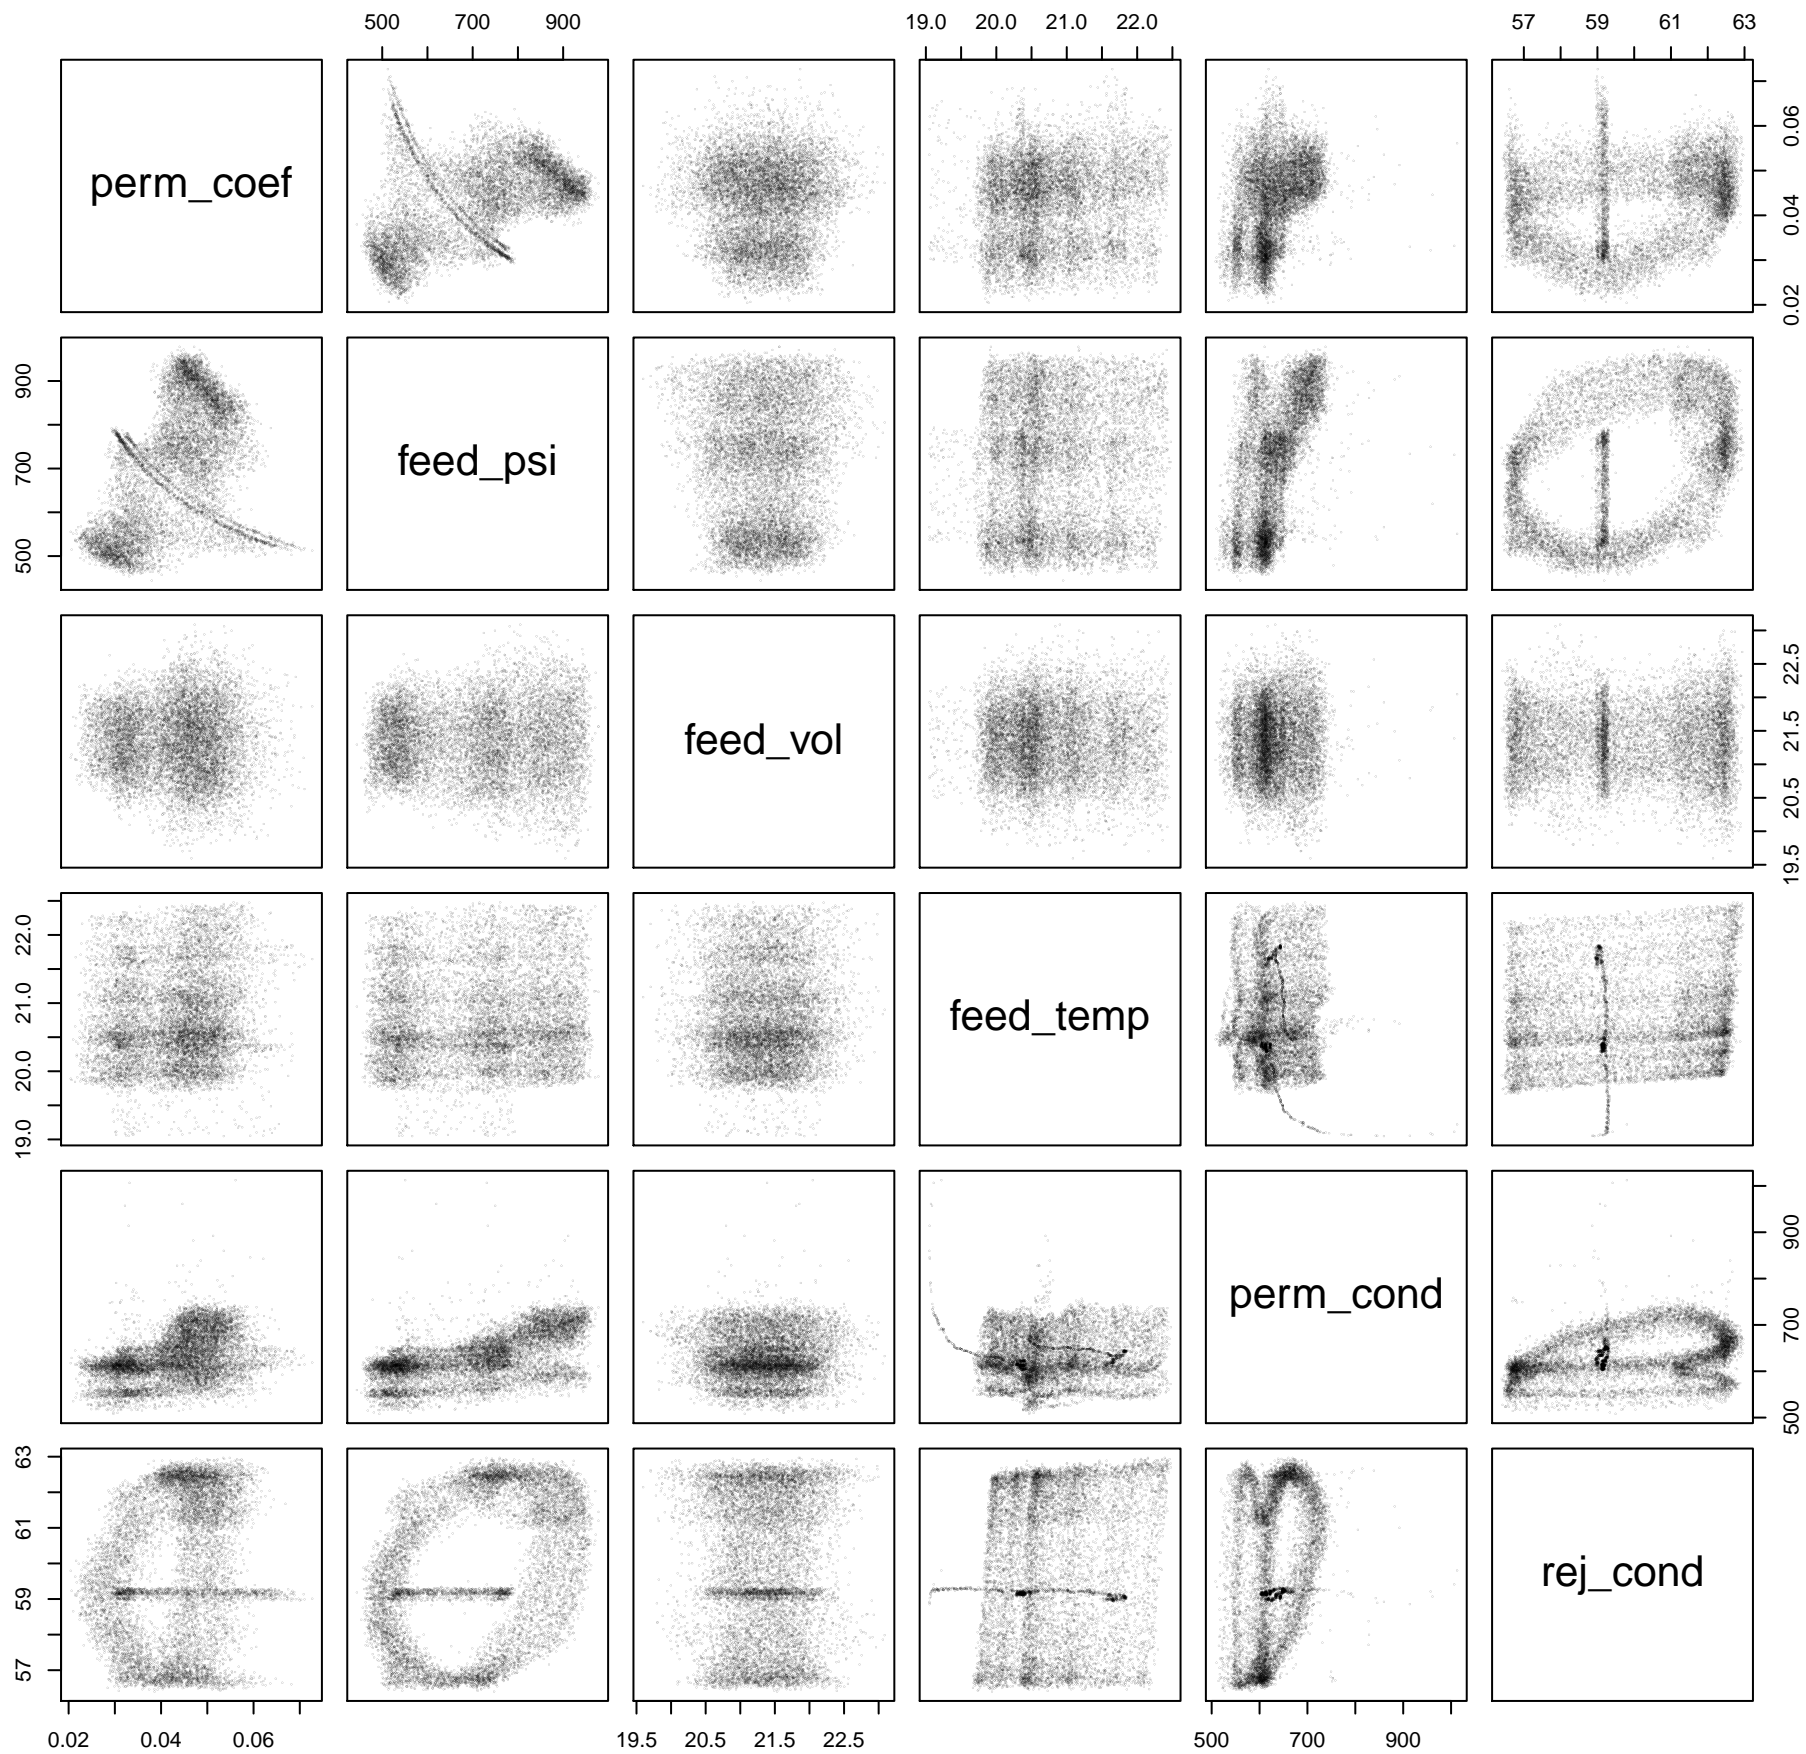 500 700 900 19.0 20.0 21.0 22.0 57 59 61 63
perm_coef 0.02 0.04 0.06
500 700 900 feed_psi
feed_vol 19.5 20.5 21.5 22.5
19.0 20.0 21.0 22.0 feed_temp
perm_cond 500 700 900
57 59 61 63 rej_cond
0.02 0.04 0.06 19.5 20.5 21.5 22.5 500 700 900